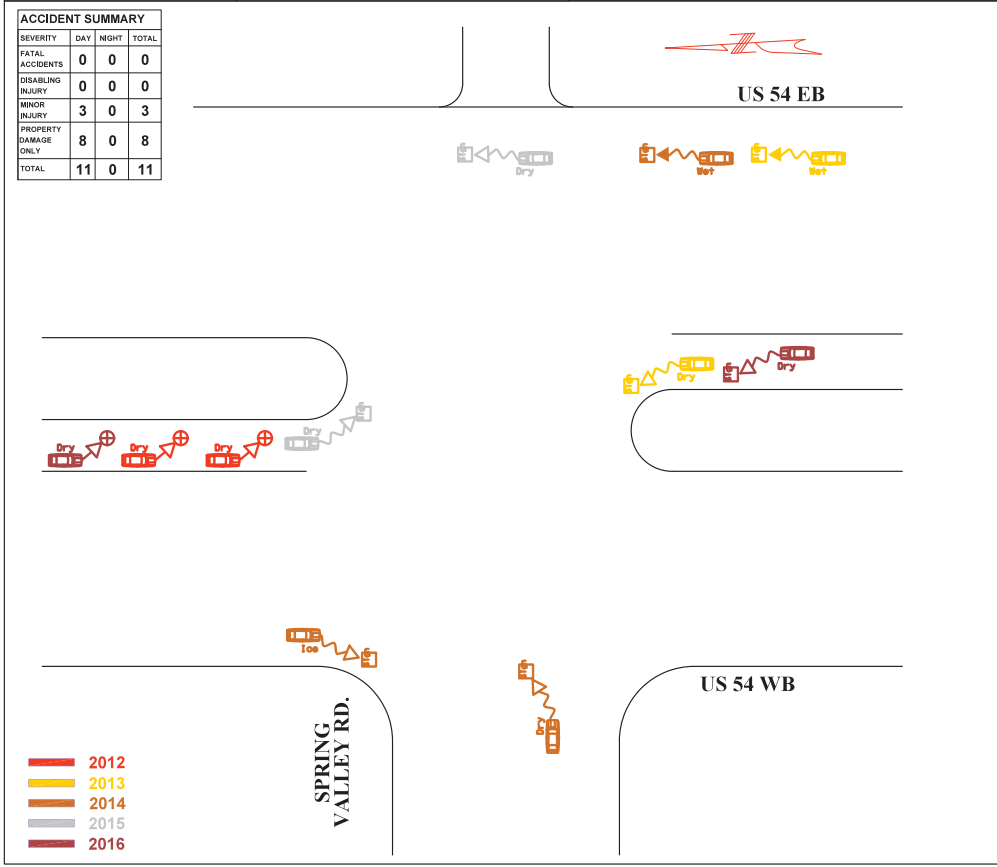 ACCIDENT SUMMARY
SEVERITY DAY NIGHT TOTAL
FATAL
ACCIDENTS 0 0 0
DISABLING
INJURY 0 0 0
MINOR
INJURY 3 0 3
PROPERTY
DAMAGE
ONLY 8 0 8
TOTAL 11 0 11
US 54 EB
Dry
Wet
Wet
Dry
Dry
Dry
Dry
Dry
Dry
Ice
Dry
US 54 WB
SPRING
VALLEY RD.
2012
2013
2014
2015
2016